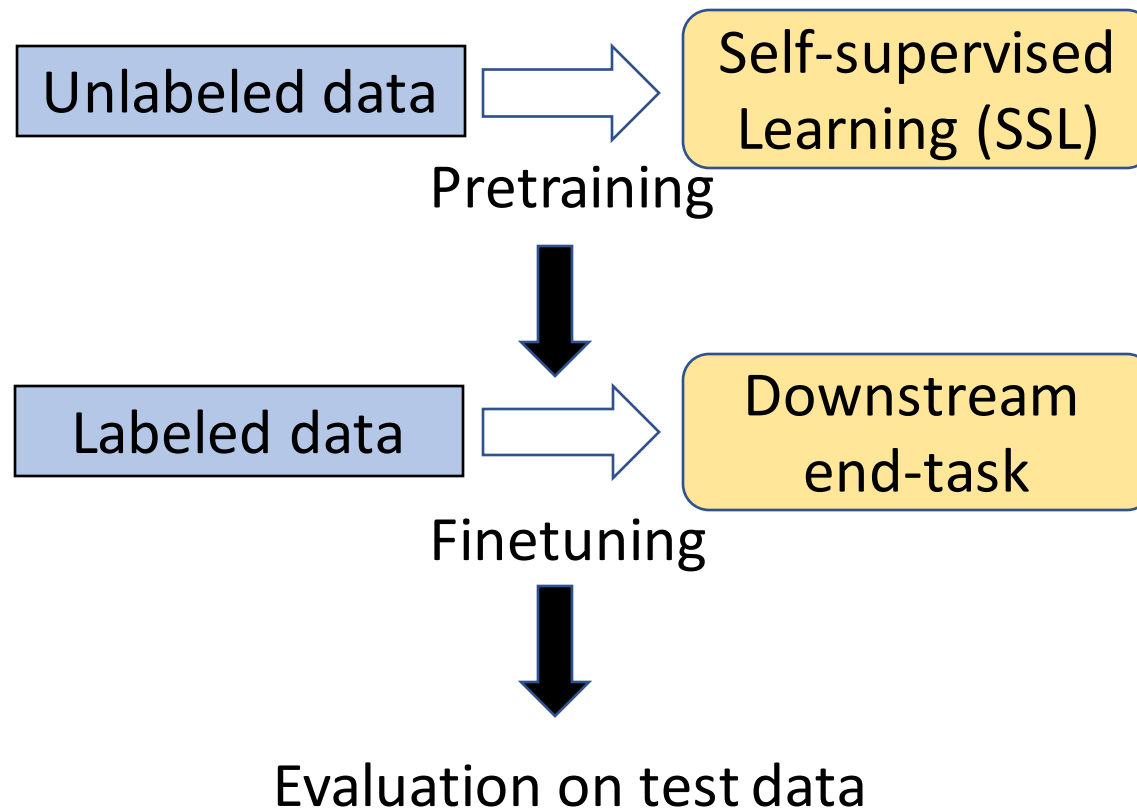 Unlabeled data
Self-supervised
Learning (SSL)
Pretraining
Labeled data
Downstream
end-task
Finetuning
Evaluation on test data